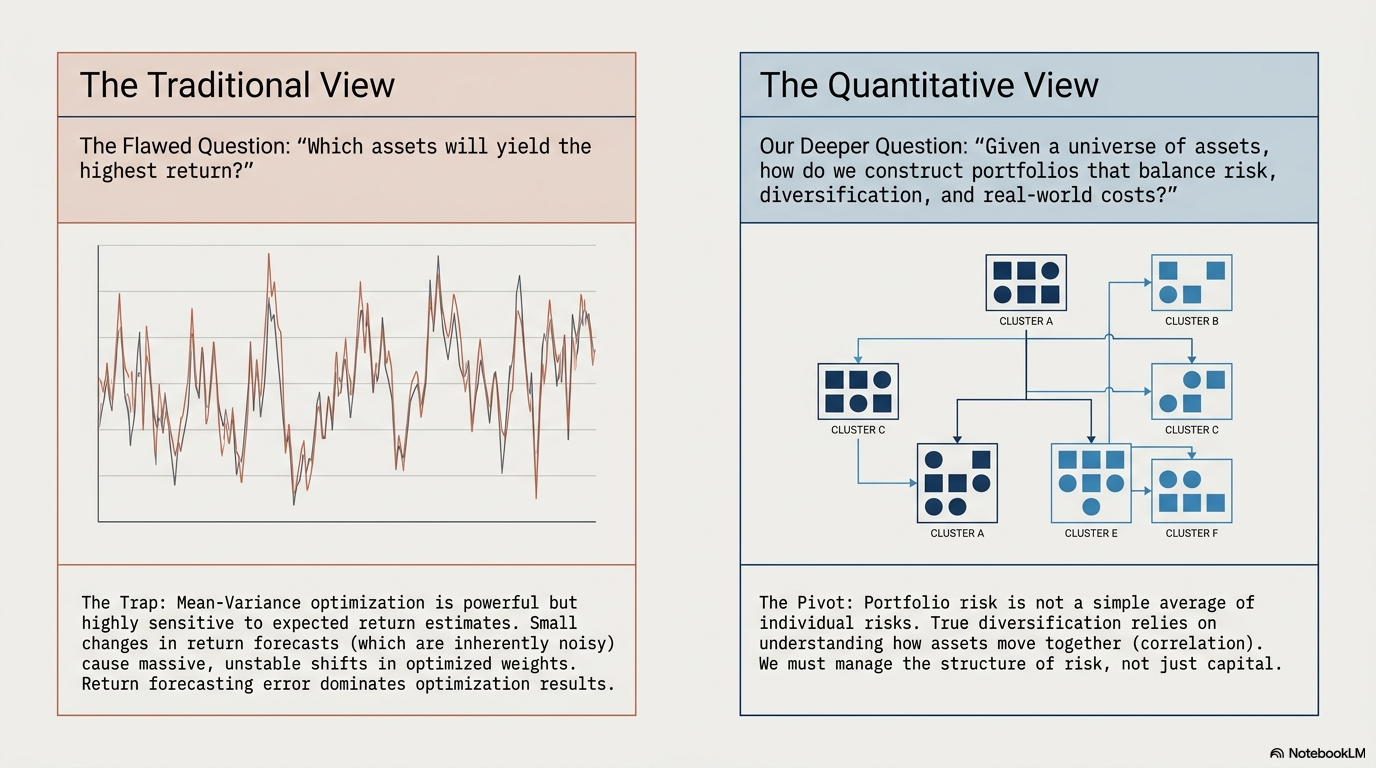 The Traditional View
The Flawed Question: “Which assets will yield the
highest return?”
The Trap: Mean-Variance optimization is powerful but
highly sensitive to expected return estimates. Small
changes in return forecasts (which are inherently noisy)
cause massive, unstable shifts in optimized weights.
Return forecasting error dominates optimization results.
The Quantitative View
Our Deeper Question: “Given a universe of assets,
how do we construct portfolios that balance risk,
diversification, and real-world costs?”
CLUSTER A
CLUSTER B
CLUSTER C
CLUSTER C
CLUSTER A
CLUSTER E
CLUSTER F
The Pivot: Portfolio risk is not a simple average of
individual risks. True diversification relies on
understanding how assets move together (correlation).
We must manage the structure of risk, not just capital.
NotebookLM